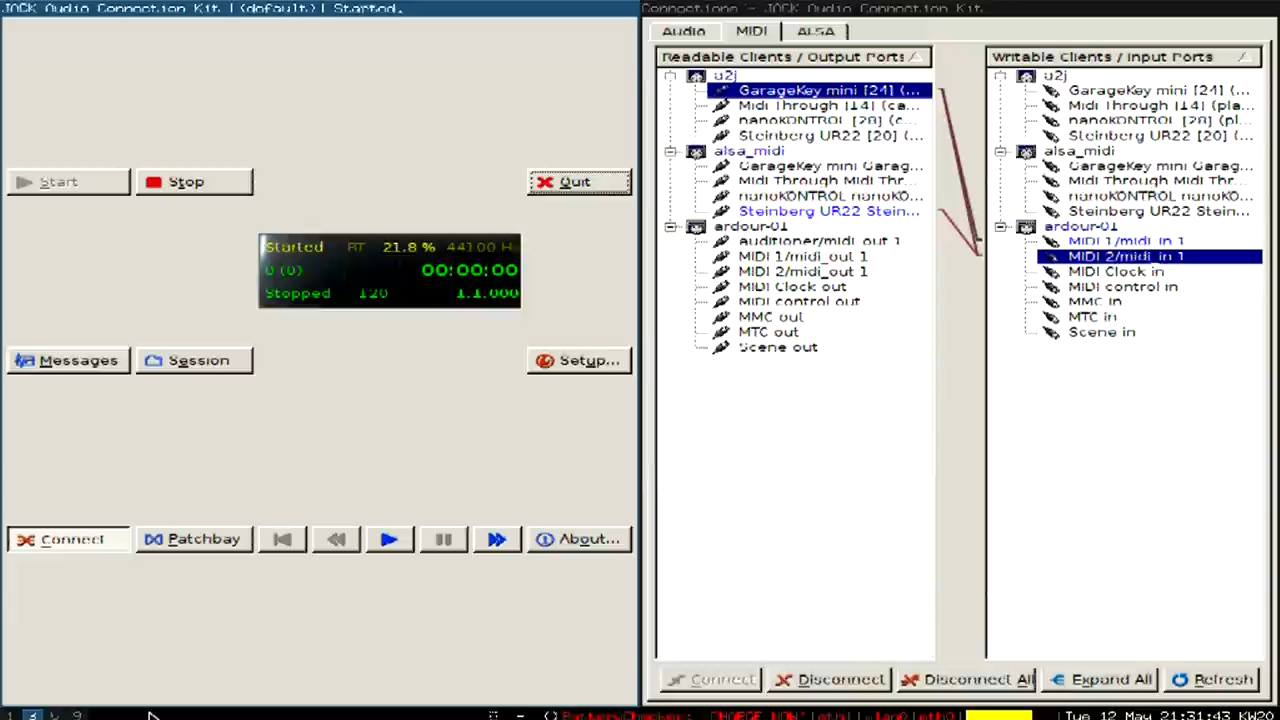 JACK Audio Connection Kit [(default)] Started.
Start
Stop
Quit
Started RT 21.8 % 44100 Hz
0 (0) 00:00:00
Stopped 120 1.1.000
Messages
Session
Setup...
Connect
Patchbay
About...
Connections - JACK Audio Connection Kit
Audio
MIDI
ALSA
Readable Clients / Output Ports
a2j
GarageKey mini [24] (...
Midi Through [14] (ca...
nanoKONTROL [28] (c...
Steinberg UR22 [20] (...
alsa_midi
GarageKey mini Garag...
Midi Through Midi Thr...
nanoKONTROL nanoKO...
Steinberg UR22 Stein...
ardour-01
auditioner/midi_out 1
MIDI 1/midi_out 1
MIDI 2/midi_out 1
MIDI Clock out
MIDI control out
MMC out
MTC out
Scene out
Writable Clients / Input Ports
a2j
GarageKey mini [24] (...
Midi Through [14] (pla...
nanoKONTROL [28] (pl...
Steinberg UR22 [20] (...
alsa_midi
GarageKey mini Garag...
Midi Through Midi Thr...
nanoKONTROL nanoKO...
Steinberg UR22 Stein...
ardour-01
MIDI 1/midi_in 1
MIDI 2/midi_in 1
MIDI Clock in
MIDI control in
MMC in
MTC in
Scene in
Connect
Disconnect
Disconnect All
Expand All
Refresh
1 3 9
Tue 12 May 21:31:43 KW20